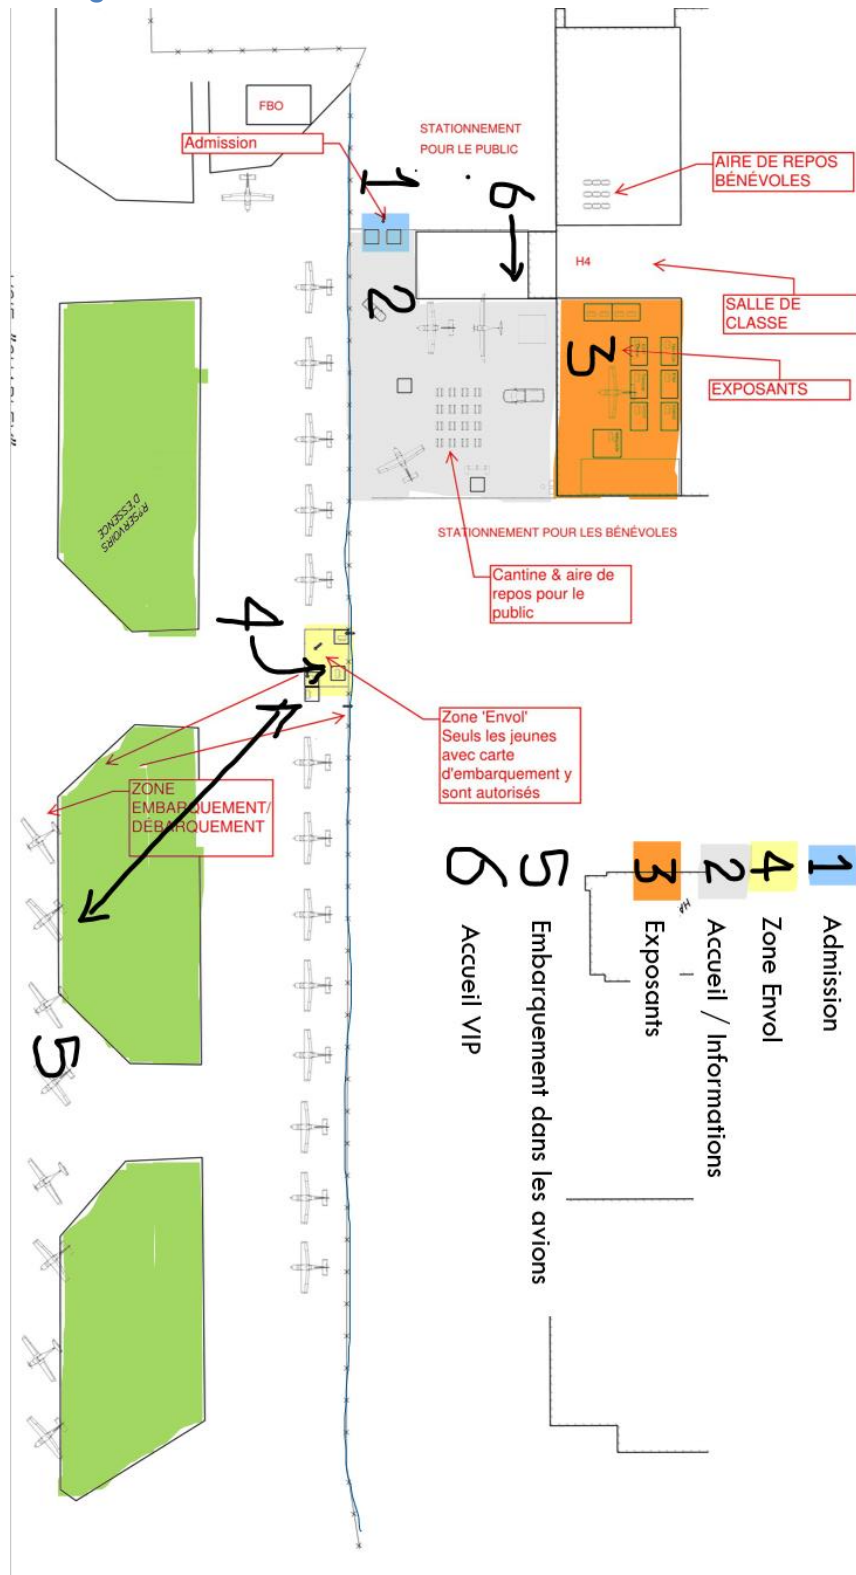 FBO
Admission
STATIONNEMENT
POUR LE PUBLIC
AIRE DE REPOS
BÉNÉVOLES
1
6
2
H4
SALLE DE
CLASSE
3
EXPOSANTS
R°SERVOIRS
D'ESSENCE
STATIONNEMENT POUR LES BÉNÉVOLES
Cantine & aire de
repos pour le
public
4
Zone 'Envol'
Seuls les jeunes
avec carte
d'embarquement y
sont autorisés
ZONE
EMBARQUEMENT/
DÉBARQUEMENT
5
1 Admission
4 Zone Envol
2 Accueil / Informations
3 Exposants
5 Embarquement dans les avions
6 Accueil VIP